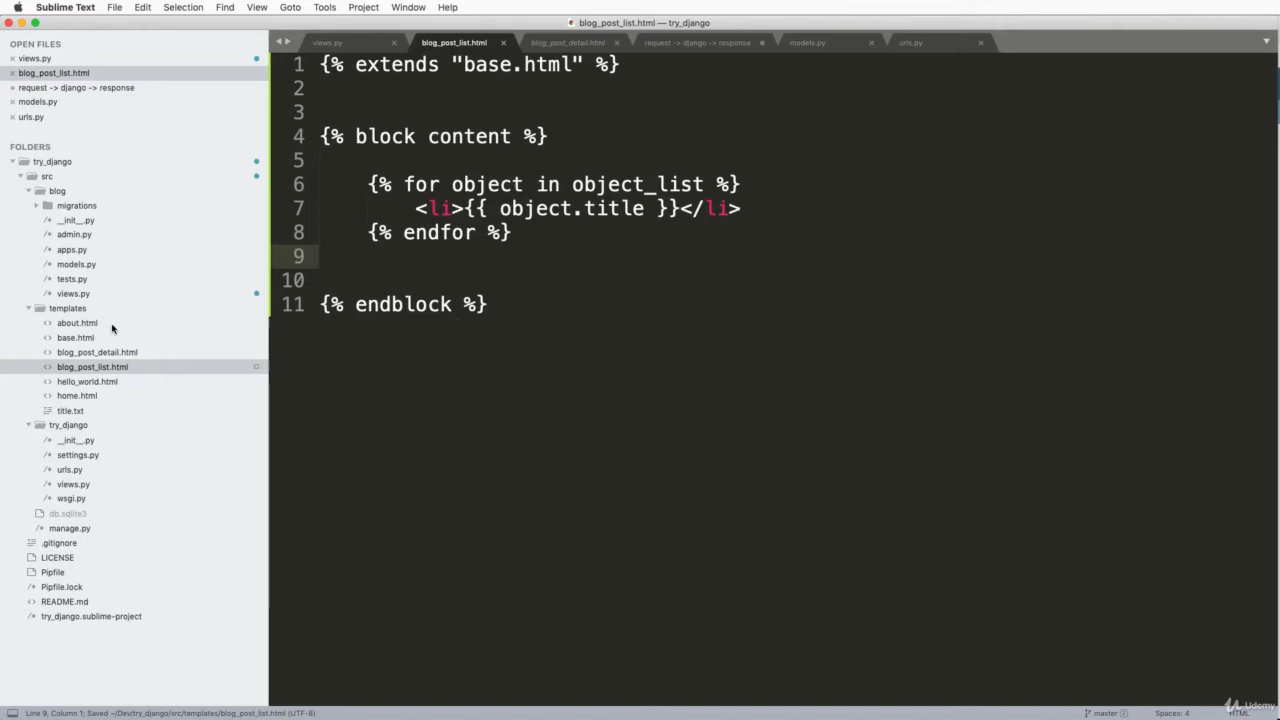 Sublime Text File Edit Selection Find View Goto Tools Project Window Help
blog_post_list.html — try_django
OPEN FILES
views.py
blog_post_list.html
request -> django -> response
models.py
urls.py
FOLDERS
try_django
src
blog
migrations
__init__.py
admin.py
apps.py
models.py
tests.py
views.py
templates
about.html
base.html
blog_post_detail.html
blog_post_list.html
hello_world.html
home.html
title.txt
try_django
__init__.py
settings.py
urls.py
views.py
wsgi.py
db.sqlite3
manage.py
.gitignore
LICENSE
Pipfile
Pipfile.lock
README.md
try_django.sublime-project
views.py blog_post_list.html blog_post_detail.html request -> django -> response models.py urls.py
1 {% extends "base.html" %}
2
3
4 {% block content %}
5
6 {% for object in object_list %}
7 <li>{{ object.title }}</li>
8 {% endfor %}
9
10
11 {% endblock %}
Line 9, Column 1; Saved ~/Dev/try_django/src/templates/blog_post_list.html (UTF-8)
master Spaces: 4 HTML
Udemy